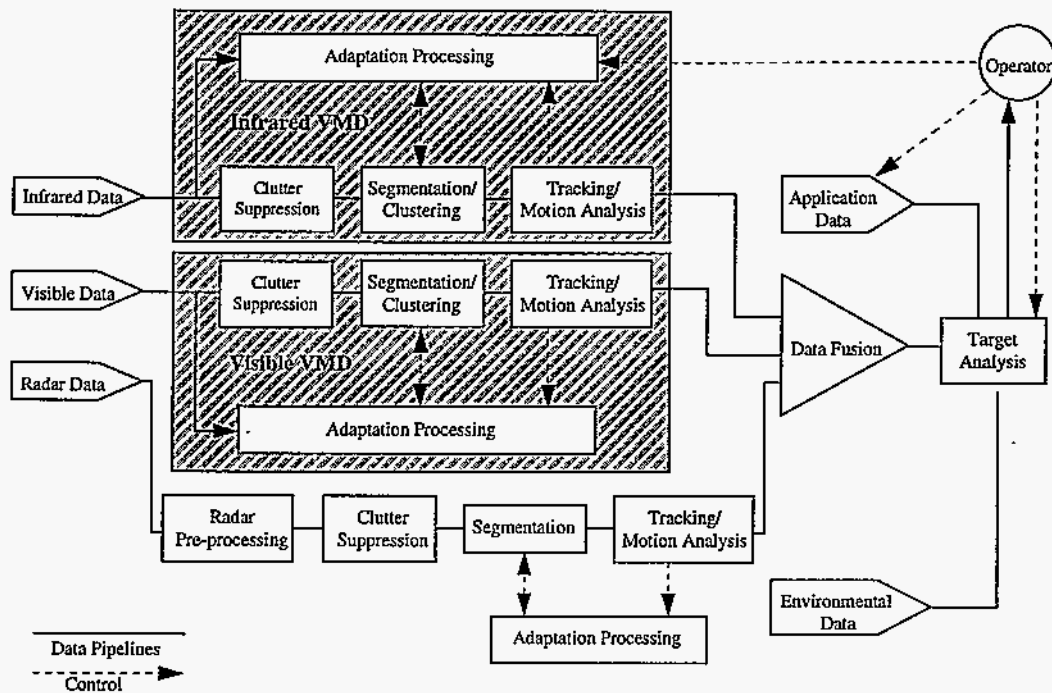 Adaptation Processing
Operator
Infrared VMD
Infrared Data
Clutter
Suppression
Segmentation/
Clustering
Tracking/
Motion Analysis
Application
Data
Visible Data
Clutter
Suppression
Segmentation/
Clustering
Tracking/
Motion Analysis
Data Fusion
Target
Analysis
Visible VMD
Radar Data
Adaptation Processing
Radar
Pre-processing
Clutter
Suppression
Segmentation
Tracking/
Motion Analysis
Environmental
Data
Adaptation Processing
Data Pipelines
Control